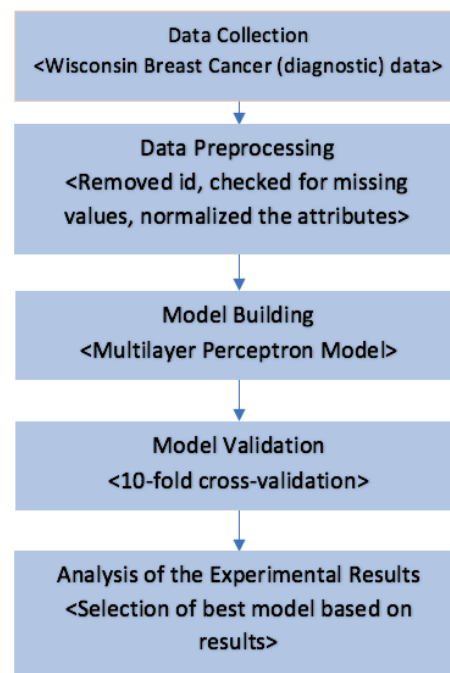 Data Collection
<Wisconsin Breast Cancer (diagnostic) data>
Data Preprocessing
<Removed id, checked for missing
values, normalized the attributes>
Model Building
<Multilayer Perceptron Model>
Model Validation
<10-fold cross-validation>
Analysis of the Experimental Results
<Selection of best model based on
results>